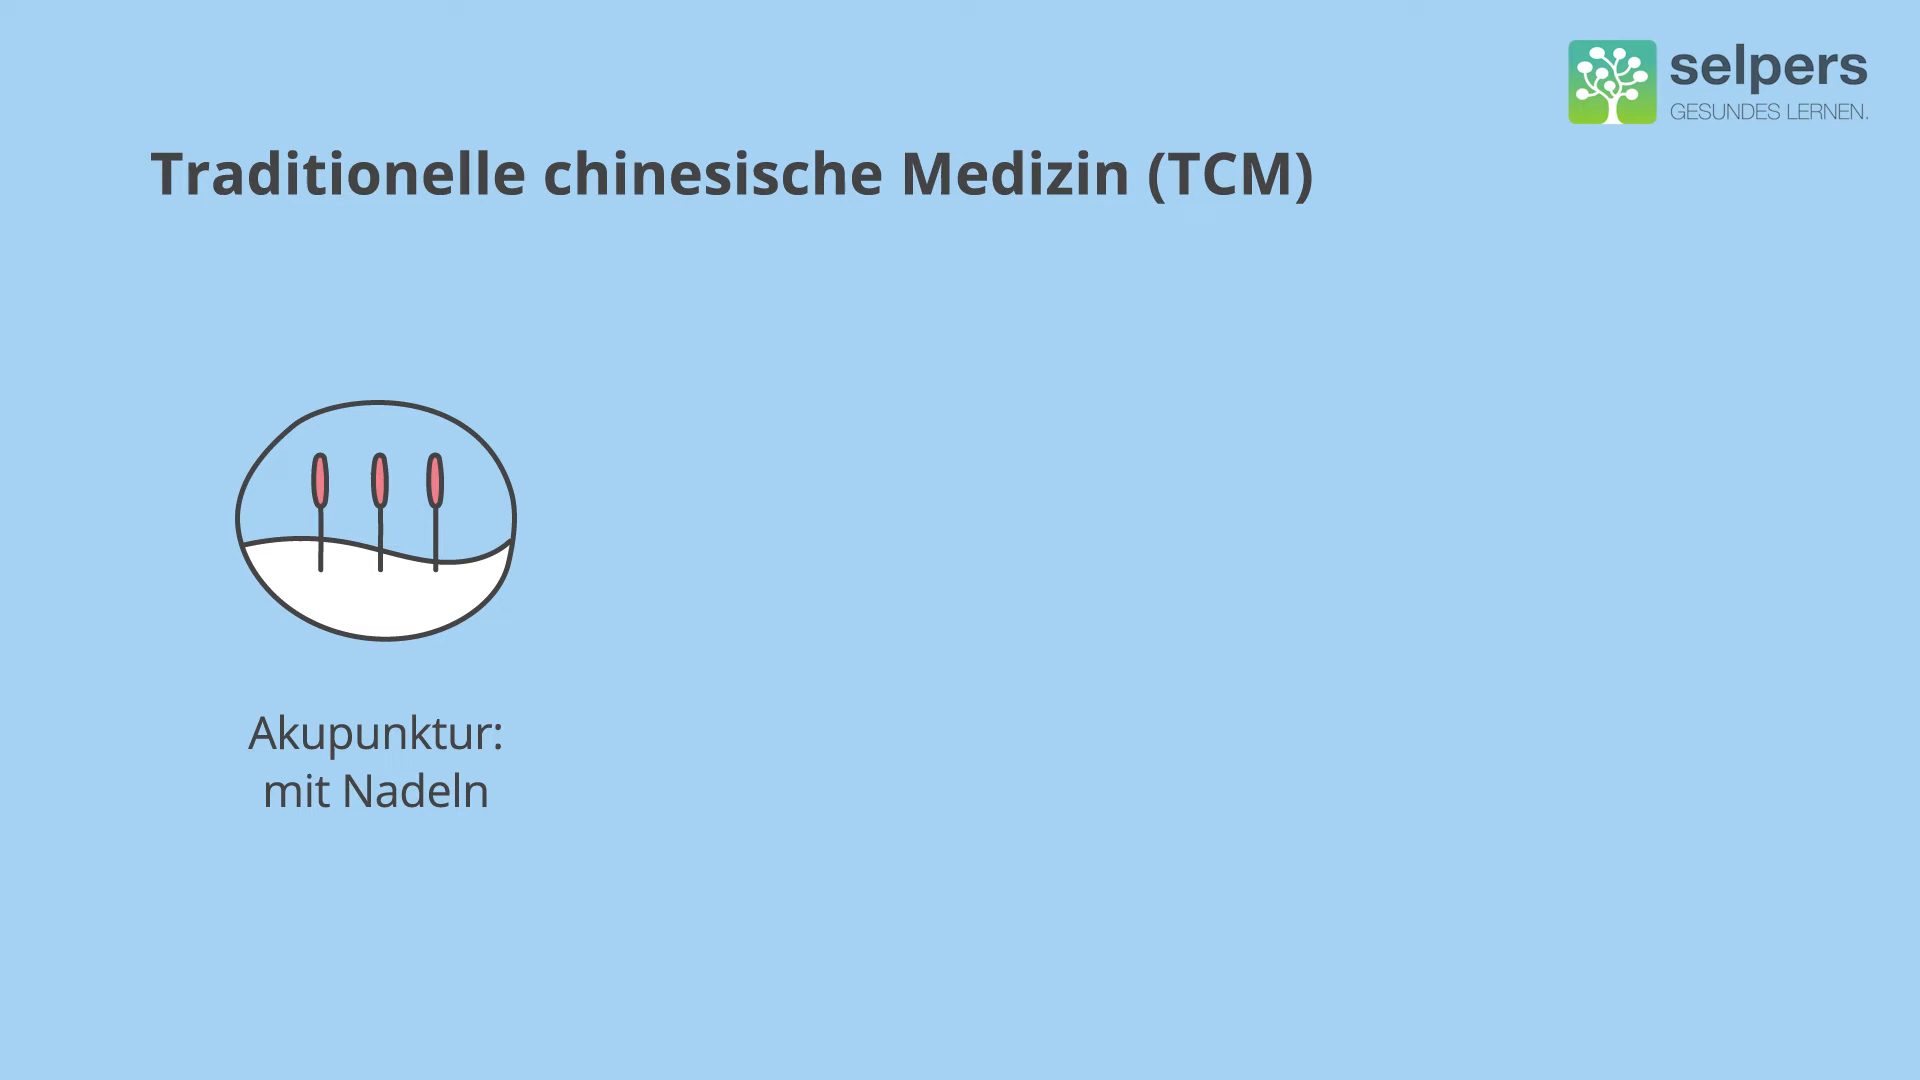 selpers
GESUNDES LERNEN.
Traditionelle chinesische Medizin (TCM)
Akupunktur:
mit Nadeln